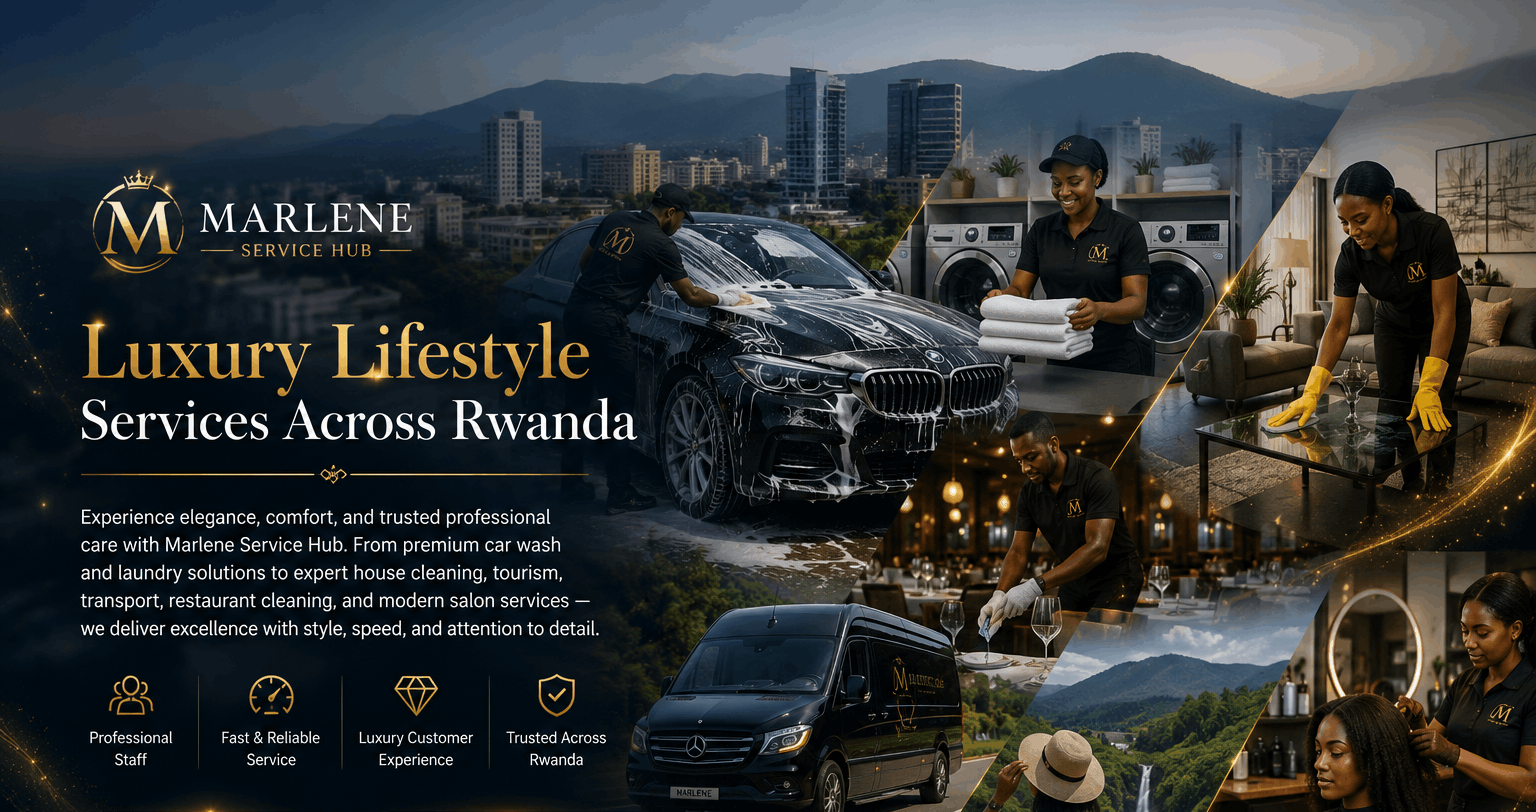 M
MARLENE
SERVICE HUB
Luxury Lifestyle
Services Across Rwanda
Experience elegance, comfort, and trusted professional
care with Marlene Service Hub. From premium car wash
and laundry solutions to expert house cleaning, tourism,
transport, restaurant cleaning, and modern salon services —
we deliver excellence with style, speed, and attention to detail.
Professional
Staff
Fast & Reliable
Service
Luxury Customer
Experience
Trusted Across
Rwanda
M
M
M
M
M
M
MARLENE